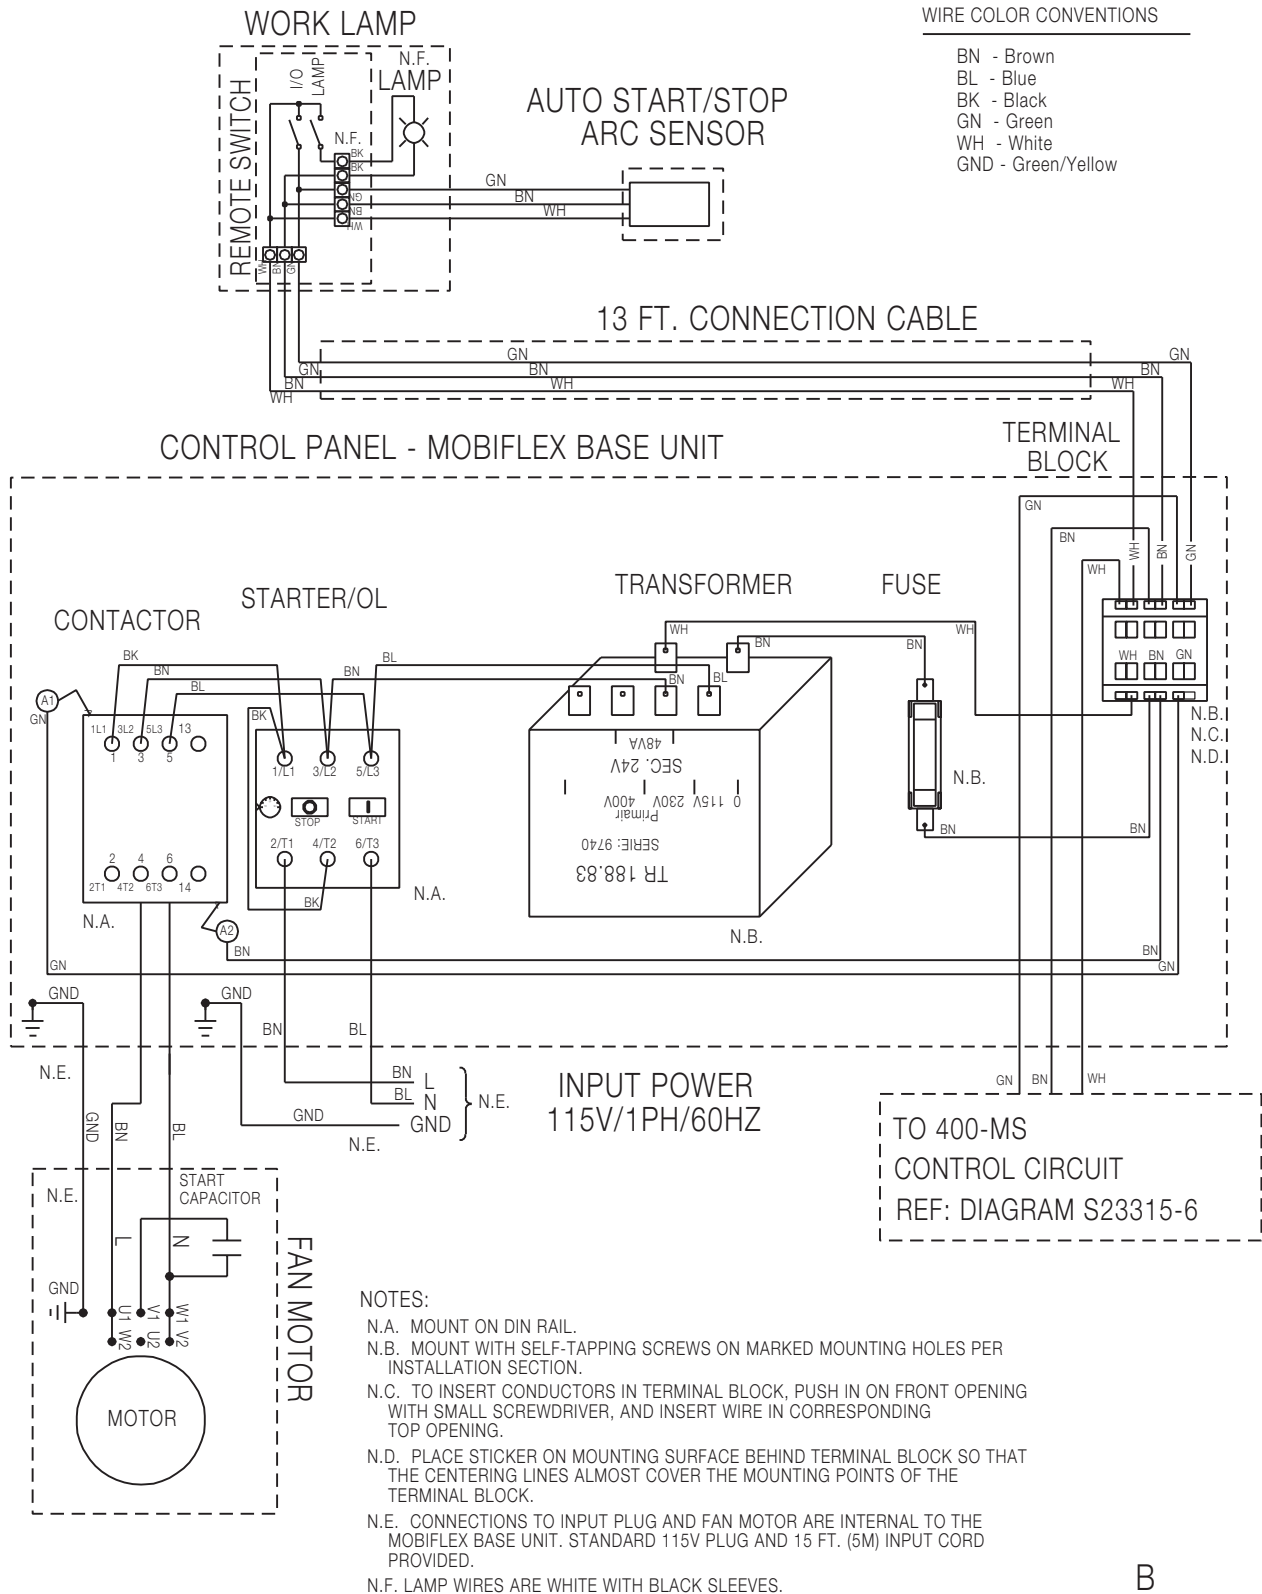 WORK LAMP
WIRE COLOR CONVENTIONS
BN - Brown
BL - Blue
BK - Black
GN - Green
WH - White
GND - Green/Yellow
REMOTE SWITCH
I/O
LAMP
N.F.
LAMP
N.F.
BK
BK
GN
BN
WH
WH
BN
GN
AUTO START/STOP
ARC SENSOR
GN
BN
WH
13 FT. CONNECTION CABLE
GN
BN
WH
GN
BN
WH
GN
BN
WH
CONTROL PANEL - MOBIFLEX BASE UNIT
TERMINAL
BLOCK
GN
BN
WH
WH
BN
GN
CONTACTOR
STARTER/OL
TRANSFORMER
FUSE
BK
BN
BL
BN
BL
WH
BN
BN
WH
BN
BL
WH BN GN
A1
GN
1L1 3L2 5L3 13
1 3 5
BK
1/L1 3/L2 5/L3
STOP
START
2/T1 4/T2 6/T3
BK
2 4 6
2T1 4T2 6T3 14
N.A.
N.A.
A2
BN
GN
48VA
SEC. 24V
0 115V 230V 400V
Primair
SERIE: 9740
TR 188.83
N.B.
N.B.
BN
BN
N.B.
N.C.
N.D.
BN
GN
GND
GND
BN
BL
N.E.
BN L
BL N
GND GND
N.E.
N.E.
INPUT POWER
115V/1PH/60HZ
GN BN WH
TO 400-MS
CONTROL CIRCUIT
REF: DIAGRAM S23315-6
GND
BN
BL
START
CAPACITOR
N.E.
L
N
GND
U1
V1
W1
W2
U2
V2
MOTOR
FAN MOTOR
NOTES:
N.A. MOUNT ON DIN RAIL.
N.B. MOUNT WITH SELF-TAPPING SCREWS ON MARKED MOUNTING HOLES PER
INSTALLATION SECTION.
N.C. TO INSERT CONDUCTORS IN TERMINAL BLOCK, PUSH IN ON FRONT OPENING
WITH SMALL SCREWDRIVER, AND INSERT WIRE IN CORRESPONDING
TOP OPENING.
N.D. PLACE STICKER ON MOUNTING SURFACE BEHIND TERMINAL BLOCK SO THAT
THE CENTERING LINES ALMOST COVER THE MOUNTING POINTS OF THE
TERMINAL BLOCK.
N.E. CONNECTIONS TO INPUT PLUG AND FAN MOTOR ARE INTERNAL TO THE
MOBIFLEX BASE UNIT. STANDARD 115V PLUG AND 15 FT. (5M) INPUT CORD
PROVIDED.
N.F. LAMP WIRES ARE WHITE WITH BLACK SLEEVES.
B